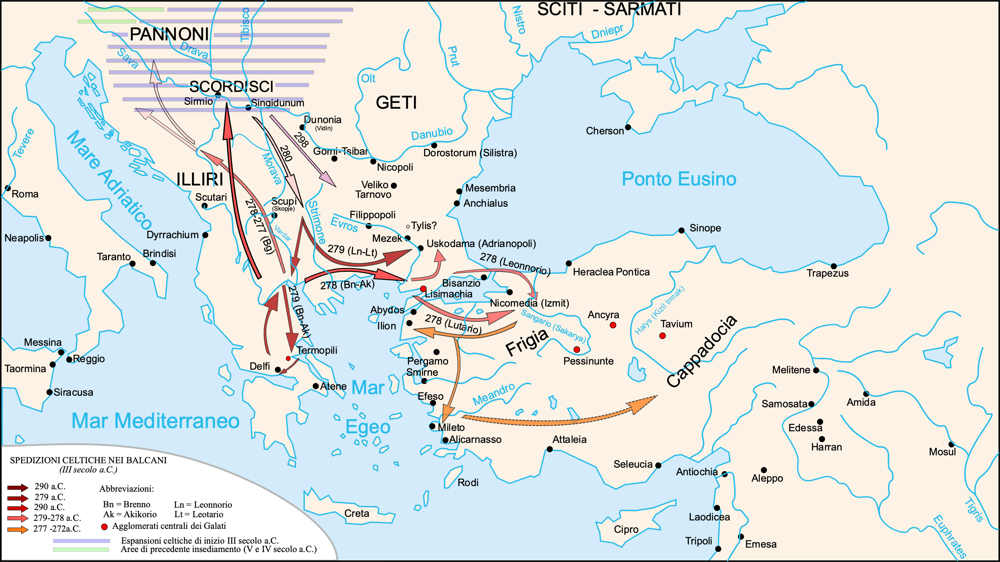 SCITI - SARMATI
Nistro
Dniepr
Tibisco
PANNONI
Drava
Sava
Prut
Olt
SCORDISCI
Sirmio
Singidunum
GETI
Dunonia
(Vidin)
298
280
Danubio
Gorni-Tsibar
Dorostorum (Silistra)
Nicopoli
Cherson
Tevere
Mare Adriatico
Morava
ILLIRI
Ponto Eusino
Veliko
Tarnovo
Mesembria
Anchialus
Roma
Scutari
Scupi
(Skopje)
278-277 (Bg)
Strimone
Filippopoli
Evros
Tylis?
Mezek
Vardar
Uskodama (Adrianopoli)
Sinope
Neapolis
Dyrrachium
Taranto
Brindisi
279 (Ln-Lt)
278 (Leonnorio)
Heraclea Pontica
Trapezus
278 (Bn-Ak)
Bisanzio
Lisimachia
Nicomedia (Izmit)
279 (Bn-Ak)
Abydos
Ilion
278 (Lutario)
Sangario (Sakarya)
Ancyra
Halys (Kizil Irmak)
Tavium
Frigia
Cappadocia
Messina
Reggio
Taormina
Siracusa
Termopili
Delfi
Atene
Pergamo
Smirne
Pessinunte
Melitene
Mar
Egeo
Mar Mediterraneo
Efeso
Meandro
Samosata
Amida
Mileto
Alicarnasso
Attaleia
Edessa
Harran
Mosul
Seleucia
Antiochia
Aleppo
Rodi
Creta
Cipro
Laodicea
Tripoli
Emesa
Tigris
Euphrates
SPEDIZIONI CELTICHE NEI BALCANI
(III secolo a.C.)
290 a.C.
279 a.C.
290 a.C.
279-278 a.C.
277 -272a.C.
Abbreviazioni:
Bn = Brenno
Ln = Leonnorio
Ak = Akikorio
Lt = Leotario
Agglomerati centrali dei Galati
Espansioni celtiche di inizio III secolo a.C.
Aree di precedente insediamento (V e IV secolo a.C.)